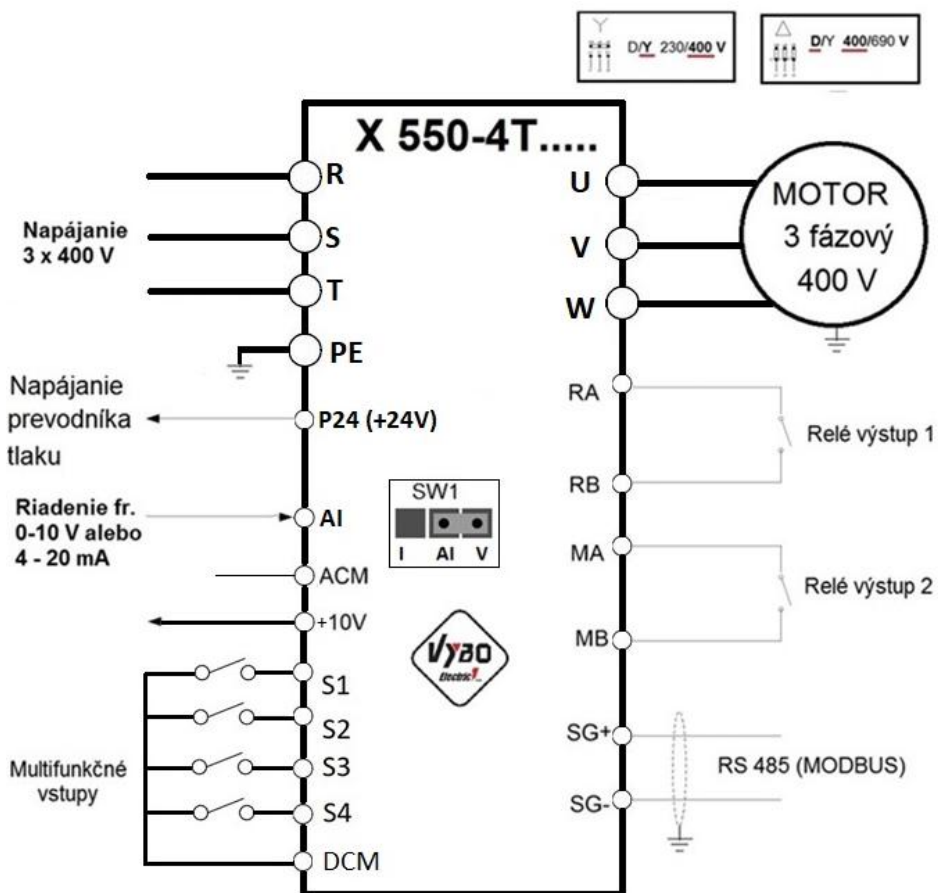 D/Y 230/400 V
D/Y 400/690 V
X 550-4T.....
R
S
T
PE
Napájanie
3 x 400 V
U
V
W
MOTOR
3 fázový
400 V
Napájanie
prevodníka
tlaku
P24 (+24V)
Riadenie fr.
0-10 V alebo
4 - 20 mA
AI
ACM
+10V
SW1
I AI V
VYBO
Electric
RA
RB
Relé výstup 1
MA
MB
Relé výstup 2
S1
S2
S3
S4
DCM
Multifunkčné
vstupy
SG+
SG-
RS 485 (MODBUS)